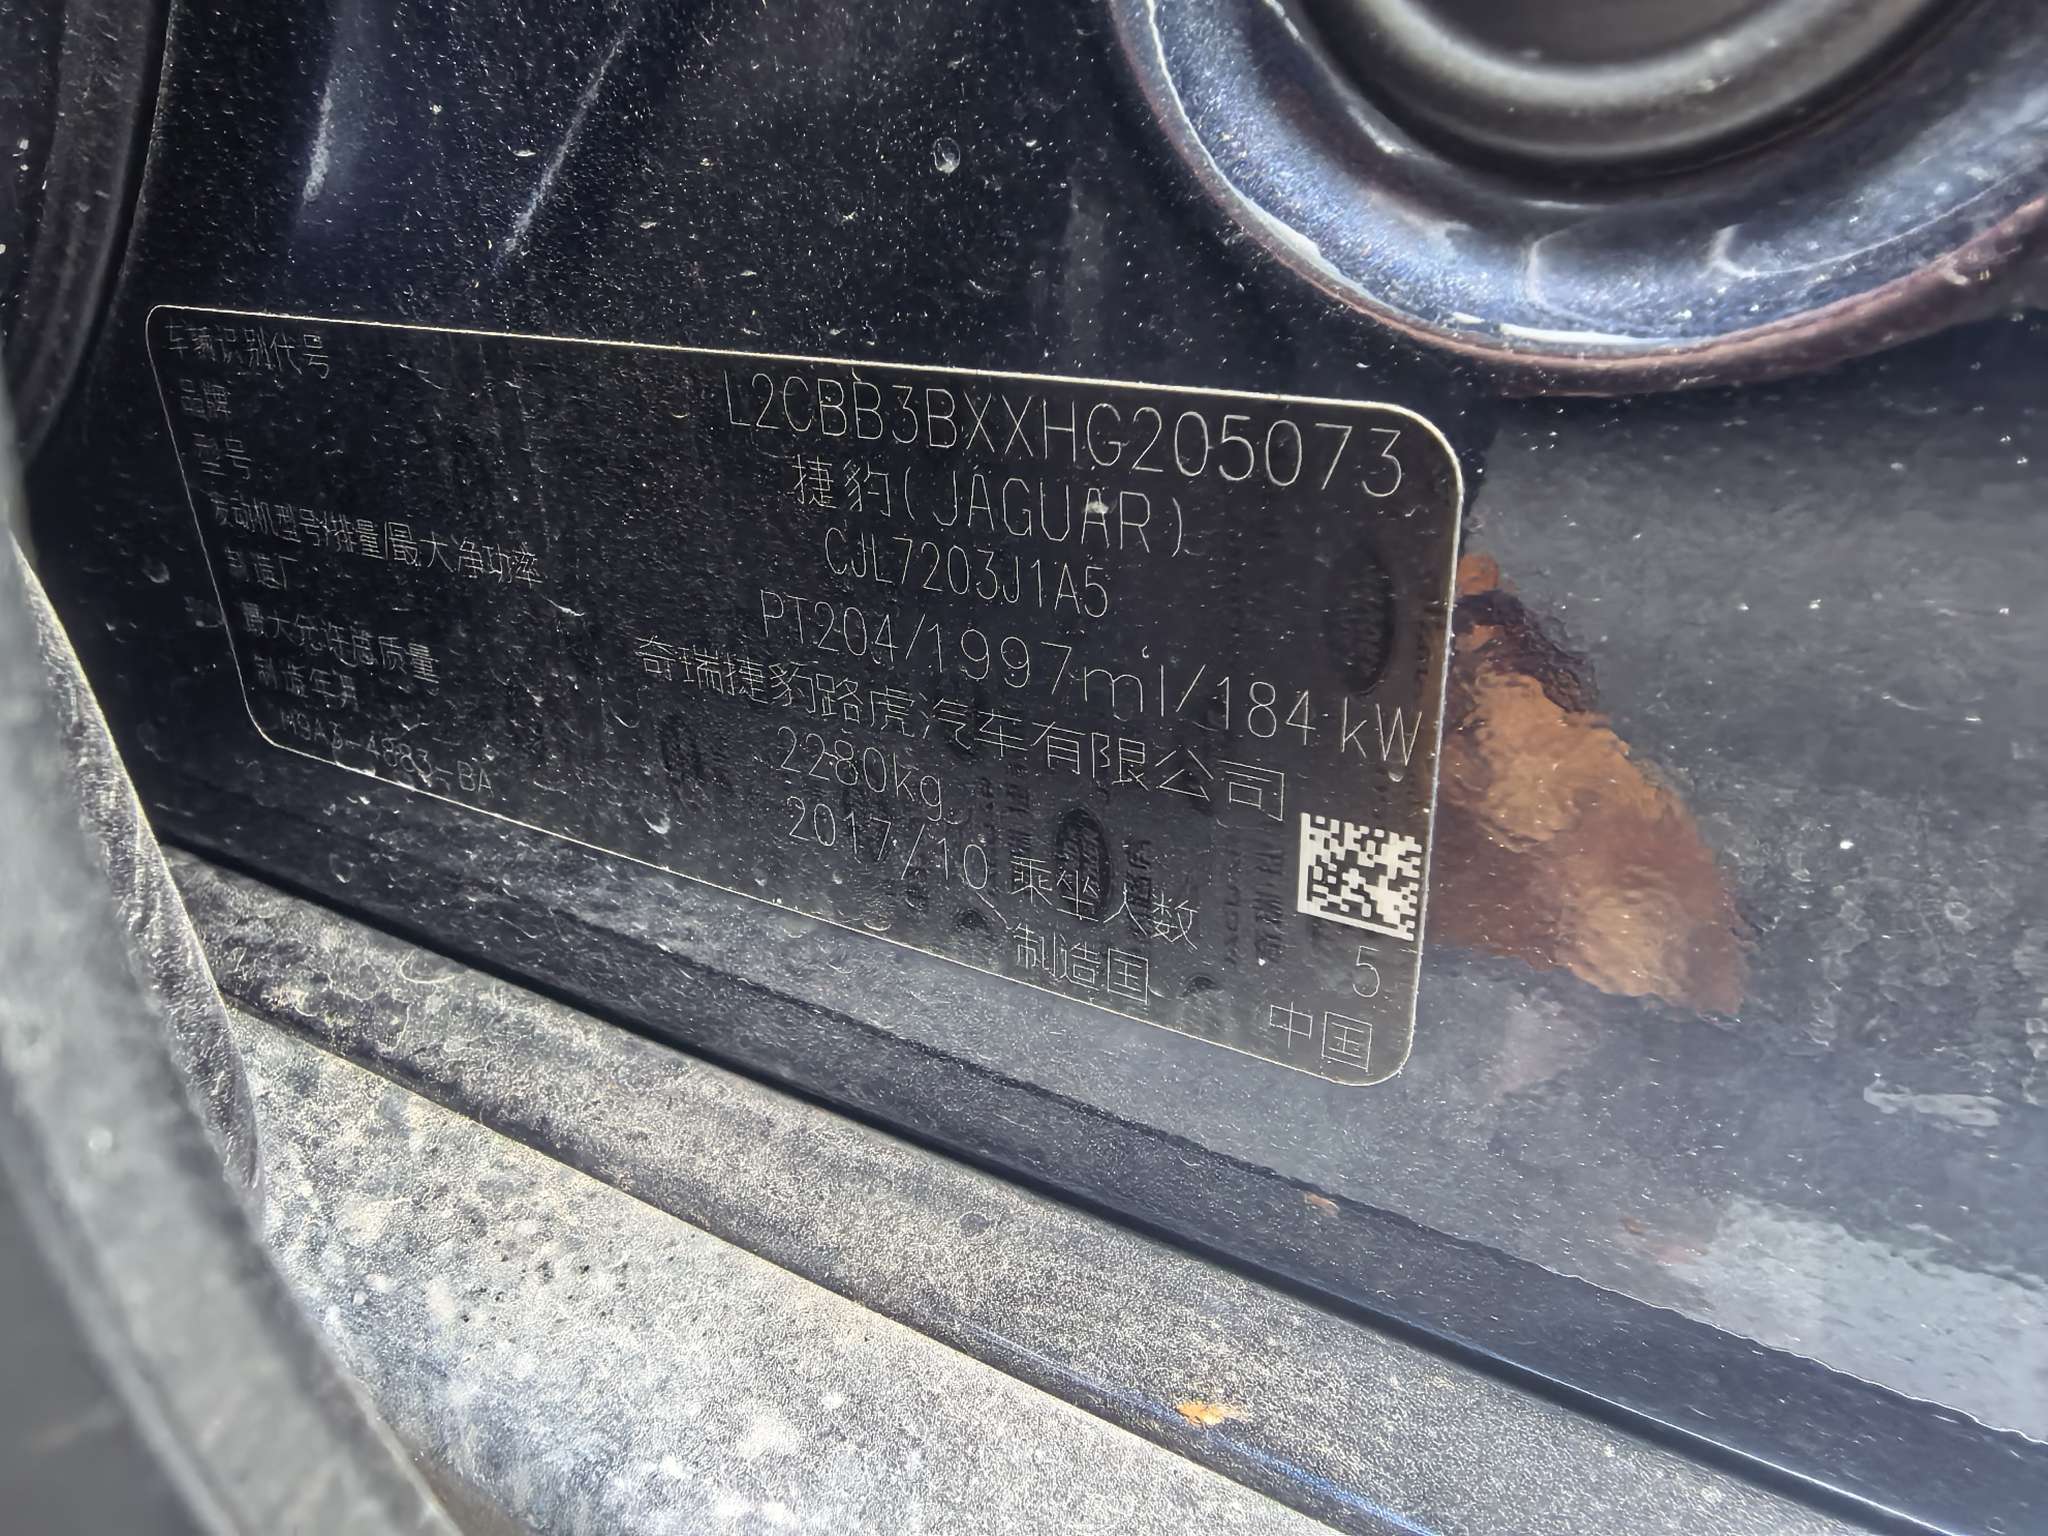 车辆识别代号 L2CBB3BXXHG205073
品牌 捷豹(JAGUAR)
型号 CJL7203J1A5
发动机型号/排量/最大净功率 PT204/1997ml/184 kW
制造厂 奇瑞捷豹路虎汽车有限公司
最大允许总质量 2280kg
制造年月 2017/10 乘坐人数 5
制造国 中国